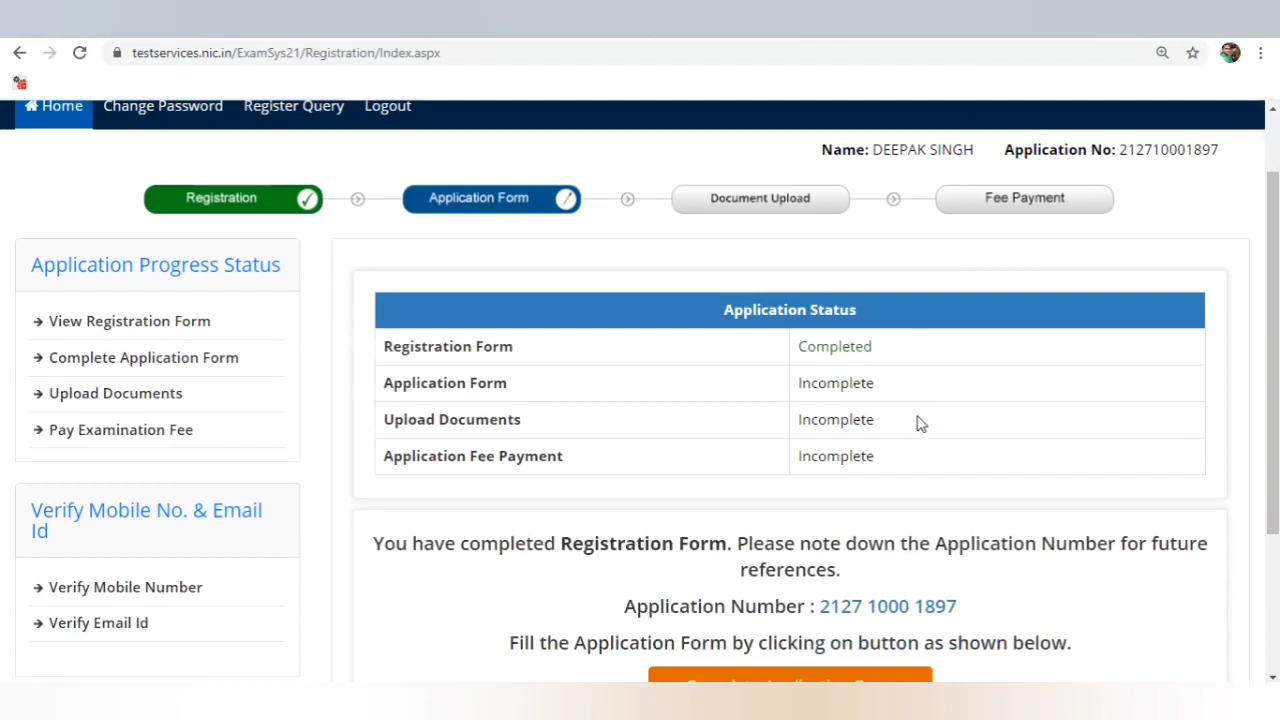 testservices.nic.in/ExamSys21/Registration/Index.aspx
Home Change Password Register Query Logout
Name: DEEPAK SINGH Application No: 212710001897
Registration Application Form Document Upload Fee Payment
Application Progress Status
View Registration Form
Complete Application Form
Upload Documents
Pay Examination Fee
Verify Mobile No. & Email
Id
Verify Mobile Number
Verify Email Id
Application Status
Registration Form Completed
Application Form Incomplete
Upload Documents Incomplete
Application Fee Payment Incomplete
You have completed Registration Form. Please note down the Application Number for future
references.
Application Number : 2127 1000 1897
Fill the Application Form by clicking on button as shown below.